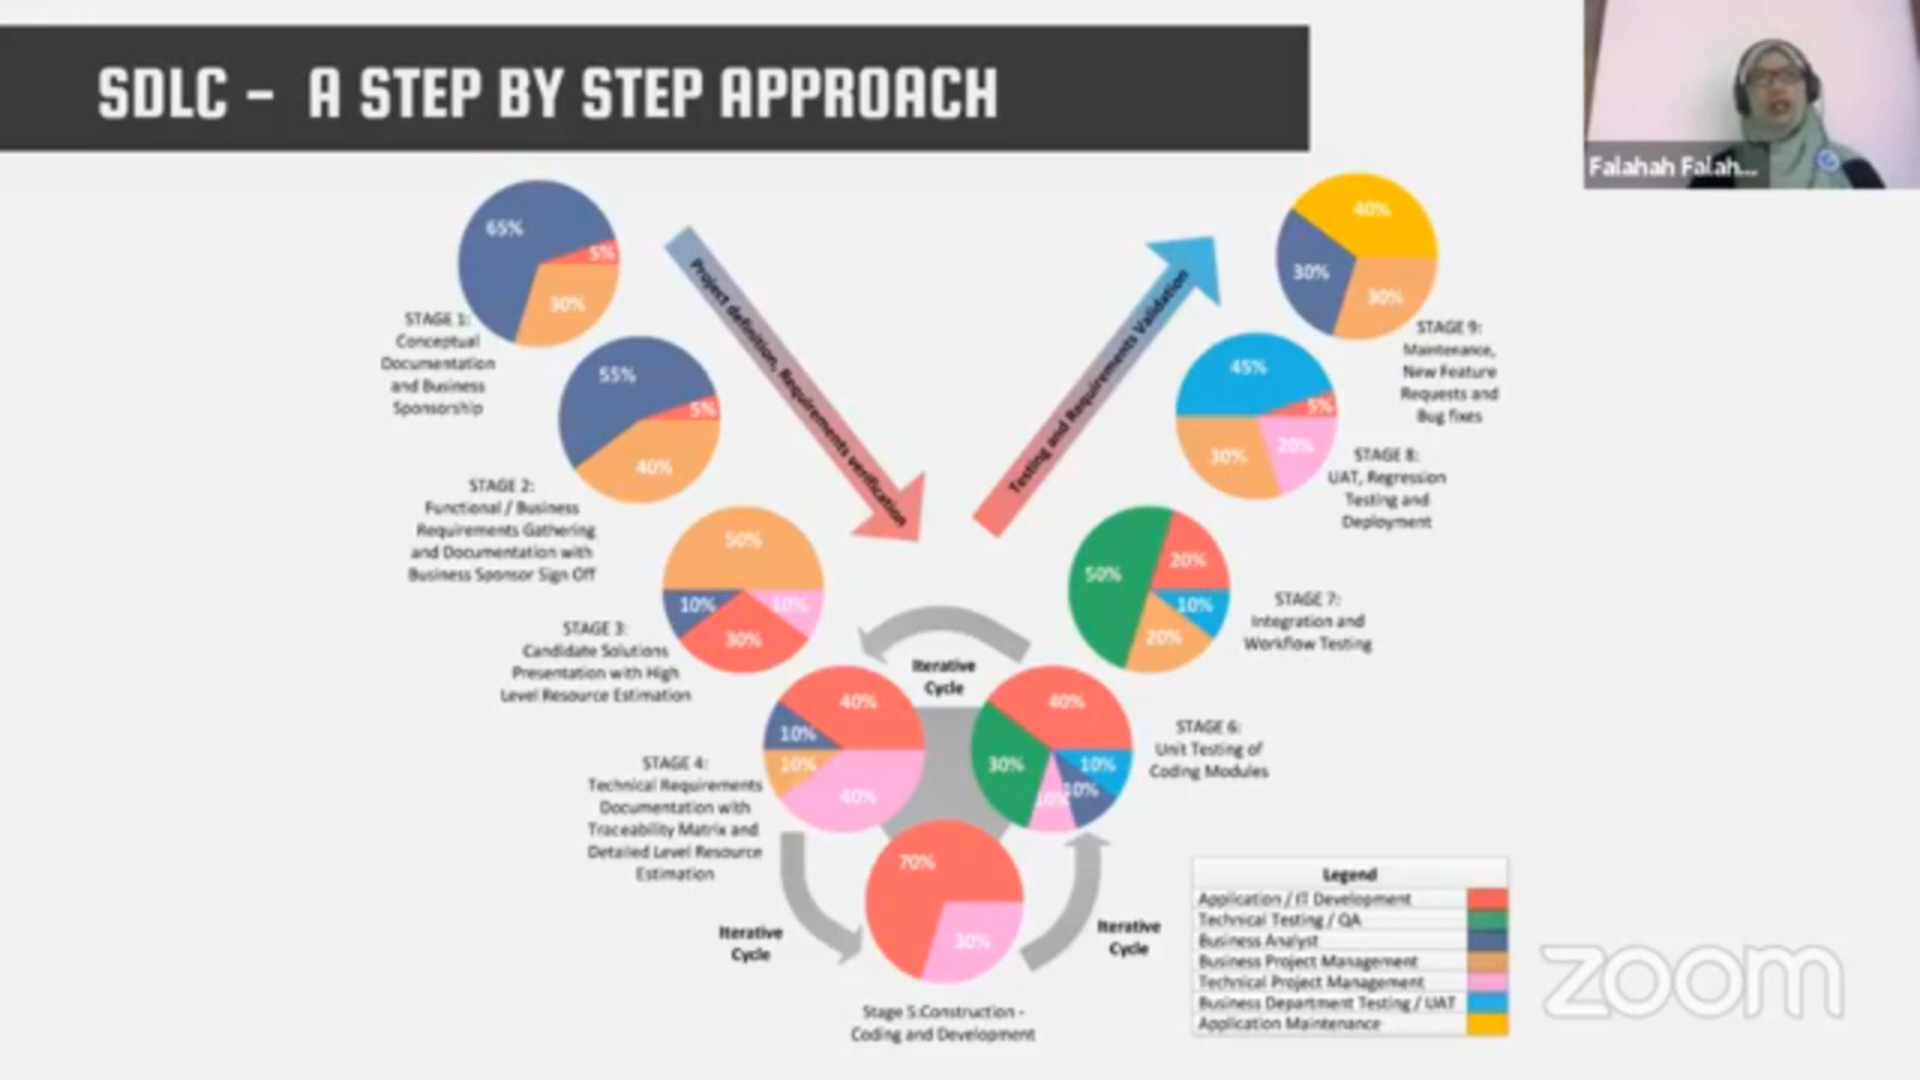 SDLC - A STEP BY STEP APPROACH
Falahah Falah...
65%
5%
30%
STAGE 1:
Conceptual
Documentation
and Business
Sponsorship
55%
5%
40%
STAGE 2:
Functional / Business
Requirements Gathering
and Documentation with
Business Sponsor Sign Off
50%
10%
10%
30%
STAGE 3:
Candidate Solutions
Presentation with High
Level Resource Estimation
40%
10%
10%
40%
STAGE 4:
Technical Requirements
Documentation with
Traceability Matrix and
Detailed Level Resource
Estimation
Project definition, Requirements verification
Testing and Requirements Validation
Iterative
Cycle
Iterative
Cycle
Iterative
Cycle
70%
30%
Stage 5:Construction -
Coding and Development
40%
30%
10%
10%
10%
STAGE 6:
Unit Testing of
Coding Modules
50%
20%
10%
20%
STAGE 7:
Integration and
Workflow Testing
45%
5%
30%
20%
STAGE 8:
UAT, Regression
Testing and
Deployment
40%
30%
30%
STAGE 9:
Maintenance,
New Feature
Requests and
Bug fixes
Legend
Application / IT Development
Technical Testing / QA
Business Analyst
Business Project Management
Technical Project Management
Business Department Testing / UAT
Application Maintenance
zoom